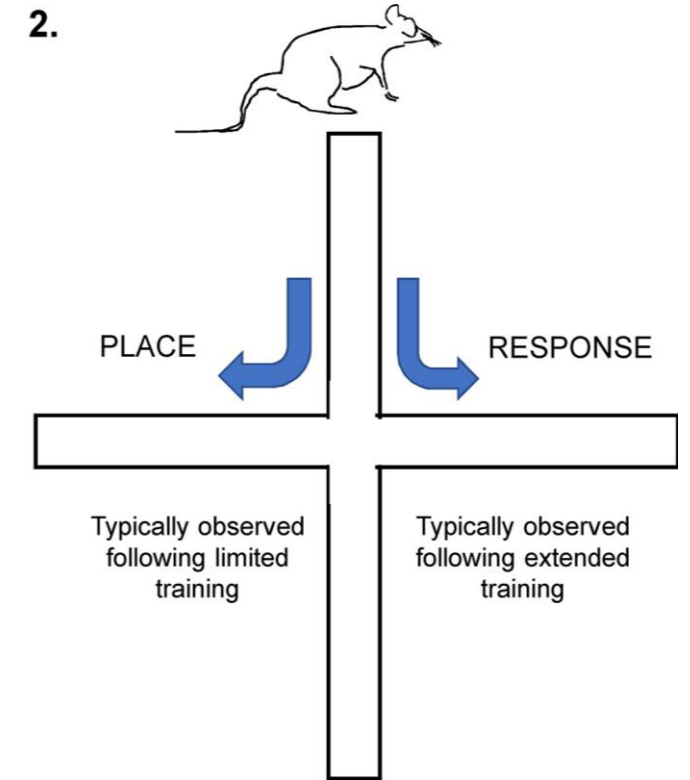 2.
PLACE
RESPONSE
Typically observed
following limited
training
Typically observed
following extended
training